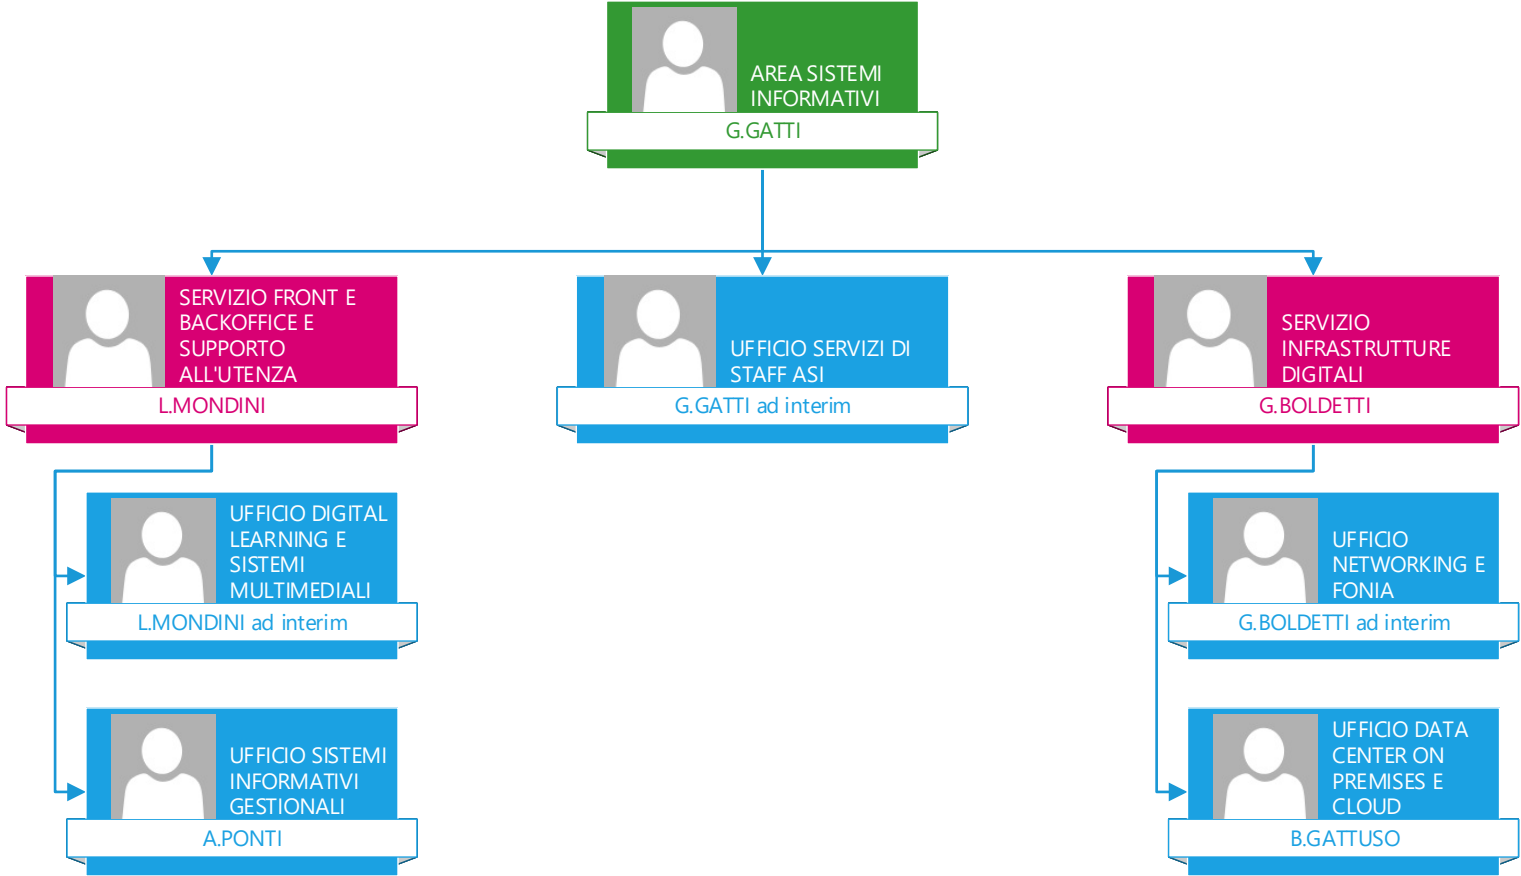 AREA SISTEMI
INFORMATIVI
G.GATTI
SERVIZIO FRONT E
BACKOFFICE E
SUPPORTO
ALL'UTENZA
L.MONDINI
UFFICIO SERVIZI DI
STAFF ASI
G.GATTI ad interim
SERVIZIO
INFRASTRUTTURE
DIGITALI
G.BOLDETTI
UFFICIO DIGITAL
LEARNING E
SISTEMI
MULTIMEDIALI
L.MONDINI ad interim
UFFICIO
NETWORKING E
FONIA
G.BOLDETTI ad interim
UFFICIO SISTEMI
INFORMATIVI
GESTIONALI
A.PONTI
UFFICIO DATA
CENTER ON
PREMISES E
CLOUD
B.GATTUSO